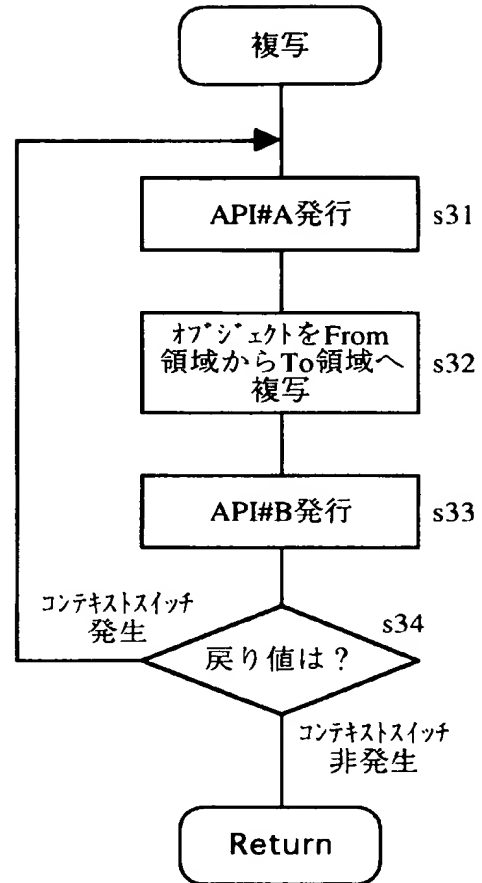 複写
API#A発行
s31
ｵﾌﾞｼﾞｪｸﾄをFrom
領域からTo領域へ
複写
s32
API#B発行
s33
ｺﾝﾃｷｽﾄｽｲｯﾁ
発生
s34
戻り値は？
ｺﾝﾃｷｽﾄｽｲｯﾁ
非発生
Return